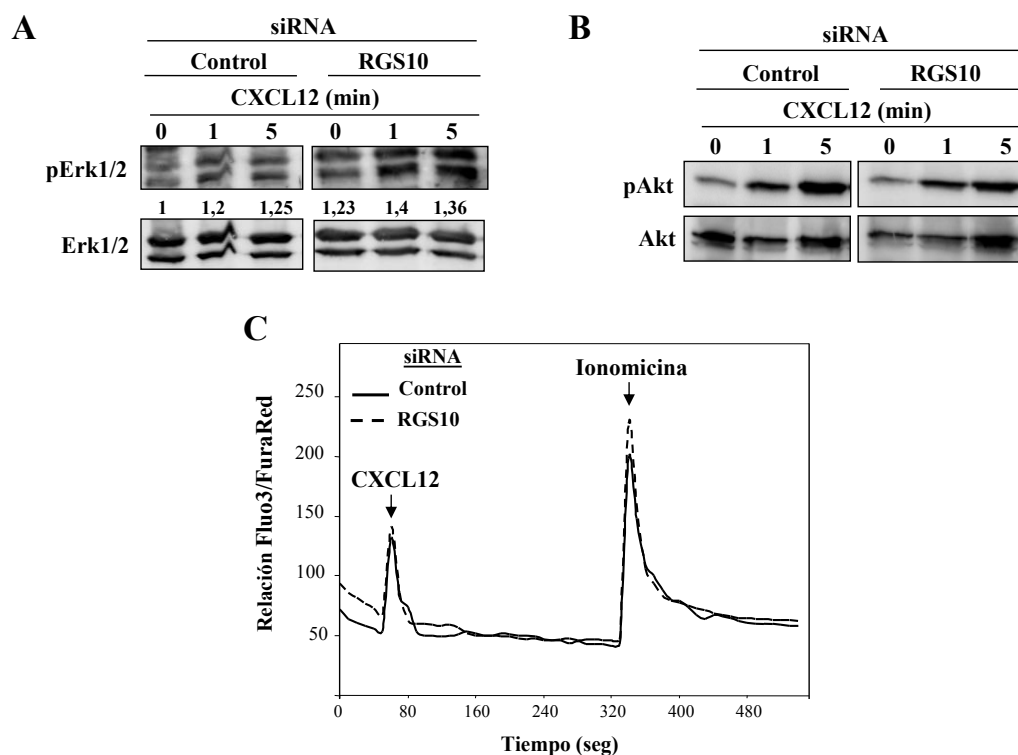 A
siRNA
Control RGS10
CXCL12 (min)
0 1 5 0 1 5
pErk1/2
1 1,2 1,25 1,23 1,4 1,36
Erk1/2
B
siRNA
Control RGS10
CXCL12 (min)
0 1 5 0 1 5
pAkt
Akt
C
siRNA
Control
RGS10
CXCL12
Ionomicina
Relación Fluo3/FuraRed
250
200
150
100
50
0 80 160 240 320 400 480
Tiempo (seg)